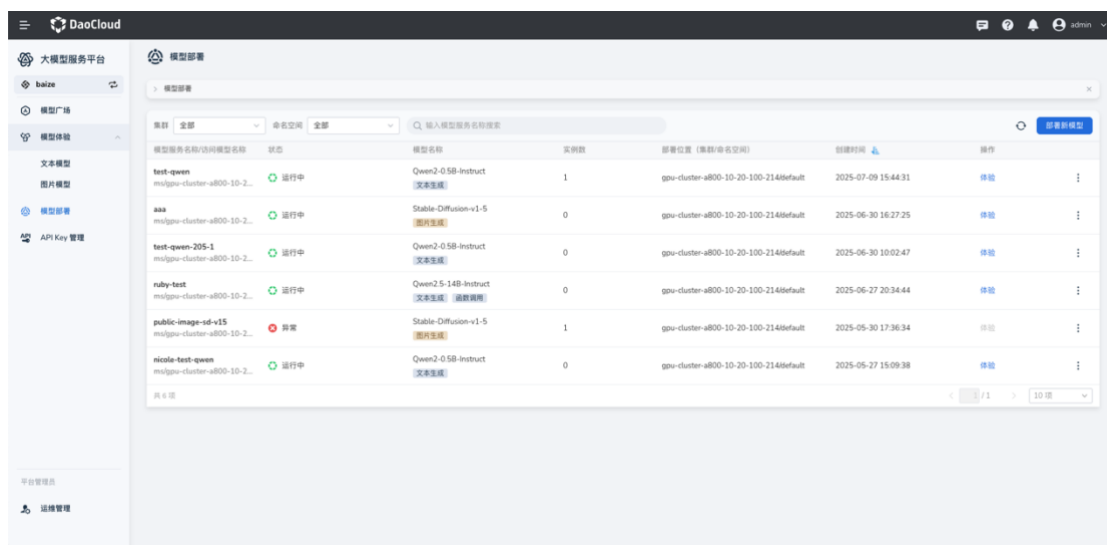 DaoCloud
admin
大模型服务平台
baize
模型广场
模型体验
文本模型
图片模型
模型部署
API Key 管理
平台管理员
运维管理
模型部署
模型部署
集群 全部 命名空间 全部 输入模型服务名称搜索 部署新模型
模型服务名称/访问模型名称 状态 模型名称 实例数 部署位置（集群/命名空间） 创建时间 操作
test-qwen
ms/gpu-cluster-a800-10-2... 运行中 Qwen2-0.5B-Instruct 1 gpu-cluster-a800-10-20-100-214/default 2025-07-09 15:44:31 体验
文本生成
aaa
ms/gpu-cluster-a800-10-2... 运行中 Stable-Diffusion-v1-5 0 gpu-cluster-a800-10-20-100-214/default 2025-06-30 16:27:25 体验
图片生成
test-qwen-205-1
ms/gpu-cluster-a800-10-2... 运行中 Qwen2-0.5B-Instruct 0 gpu-cluster-a800-10-20-100-214/default 2025-06-30 10:02:47 体验
文本生成
ruby-test
ms/gpu-cluster-a800-10-2... 运行中 Qwen2.5-14B-Instruct 0 gpu-cluster-a800-10-20-100-214/default 2025-06-27 20:34:44 体验
文本生成 函数调用
public-image-sd-v15
ms/gpu-cluster-a800-10-2... 异常 Stable-Diffusion-v1-5 1 gpu-cluster-a800-10-20-100-214/default 2025-05-30 17:36:34 体验
图片生成
nicole-test-qwen
ms/gpu-cluster-a800-10-2... 运行中 Qwen2-0.5B-Instruct 0 gpu-cluster-a800-10-20-100-214/default 2025-05-27 15:09:38 体验
文本生成
共 6 项 1 / 1 10 项